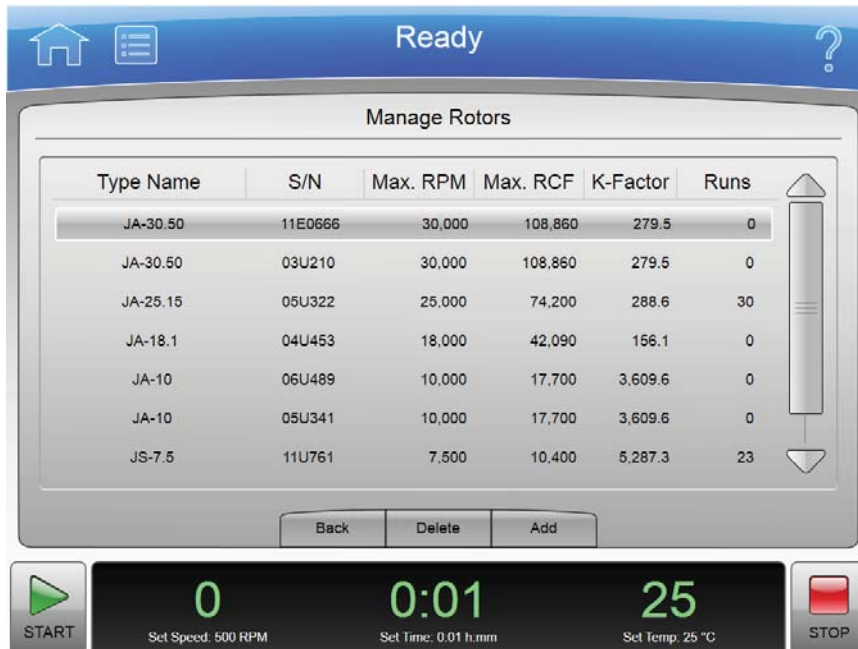 Ready
Manage Rotors
Type Name S/N Max. RPM Max. RCF K-Factor Runs
JA-30.50 11E0666 30,000 108,860 279.5 0
JA-30.50 03U210 30,000 108,860 279.5 0
JA-25.15 05U322 25,000 74,200 288.6 30
JA-18.1 04U453 18,000 42,090 156.1 0
JA-10 06U489 10,000 17,700 3,609.6 0
JA-10 05U341 10,000 17,700 3,609.6 0
JS-7.5 11U761 7,500 10,400 5,287.3 23
Back Delete Add
0 0:01 25
START Set Speed: 500 RPM Set Time: 0:01 h:mm Set Temp: 25 °C STOP